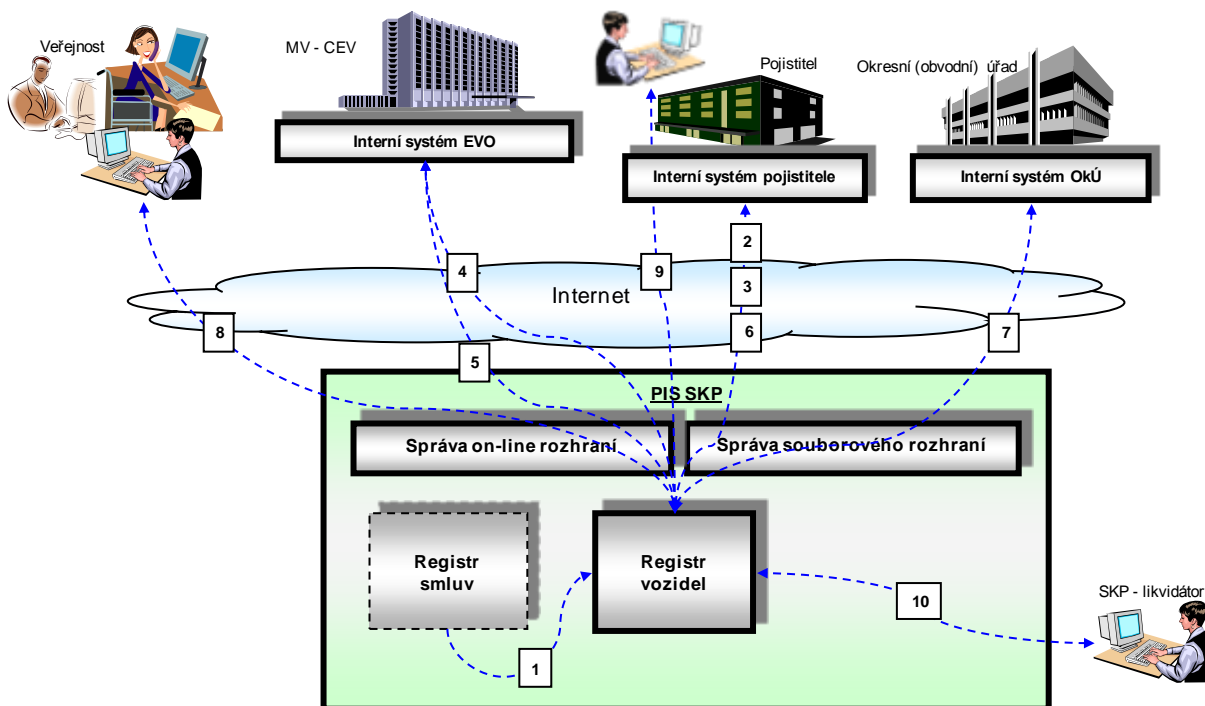 Veřejnost
MV - CEV
Pojistitel
Okresní (obvodní) úřad
Interní systém EVO
Interní systém pojistitele
Interní systém OkÚ
2
4
9
3
Internet
8
6
7
5
PIS SKP
Správa on-line rozhraní
Správa souborového rozhraní
Registr
smluv
Registr
vozidel
10
SKP - likvidátor
1